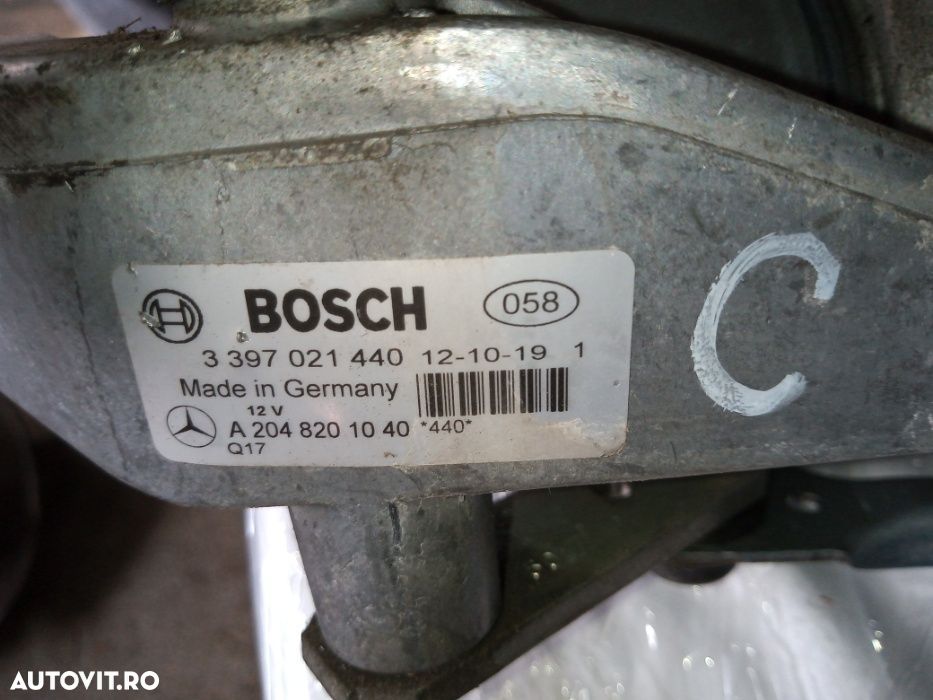 BOSCH 058
3 397 021 440 12-10-19 1
Made in Germany
12 V
A 204 820 10 40 *440*
Q17
C
AUTOVIT.RO